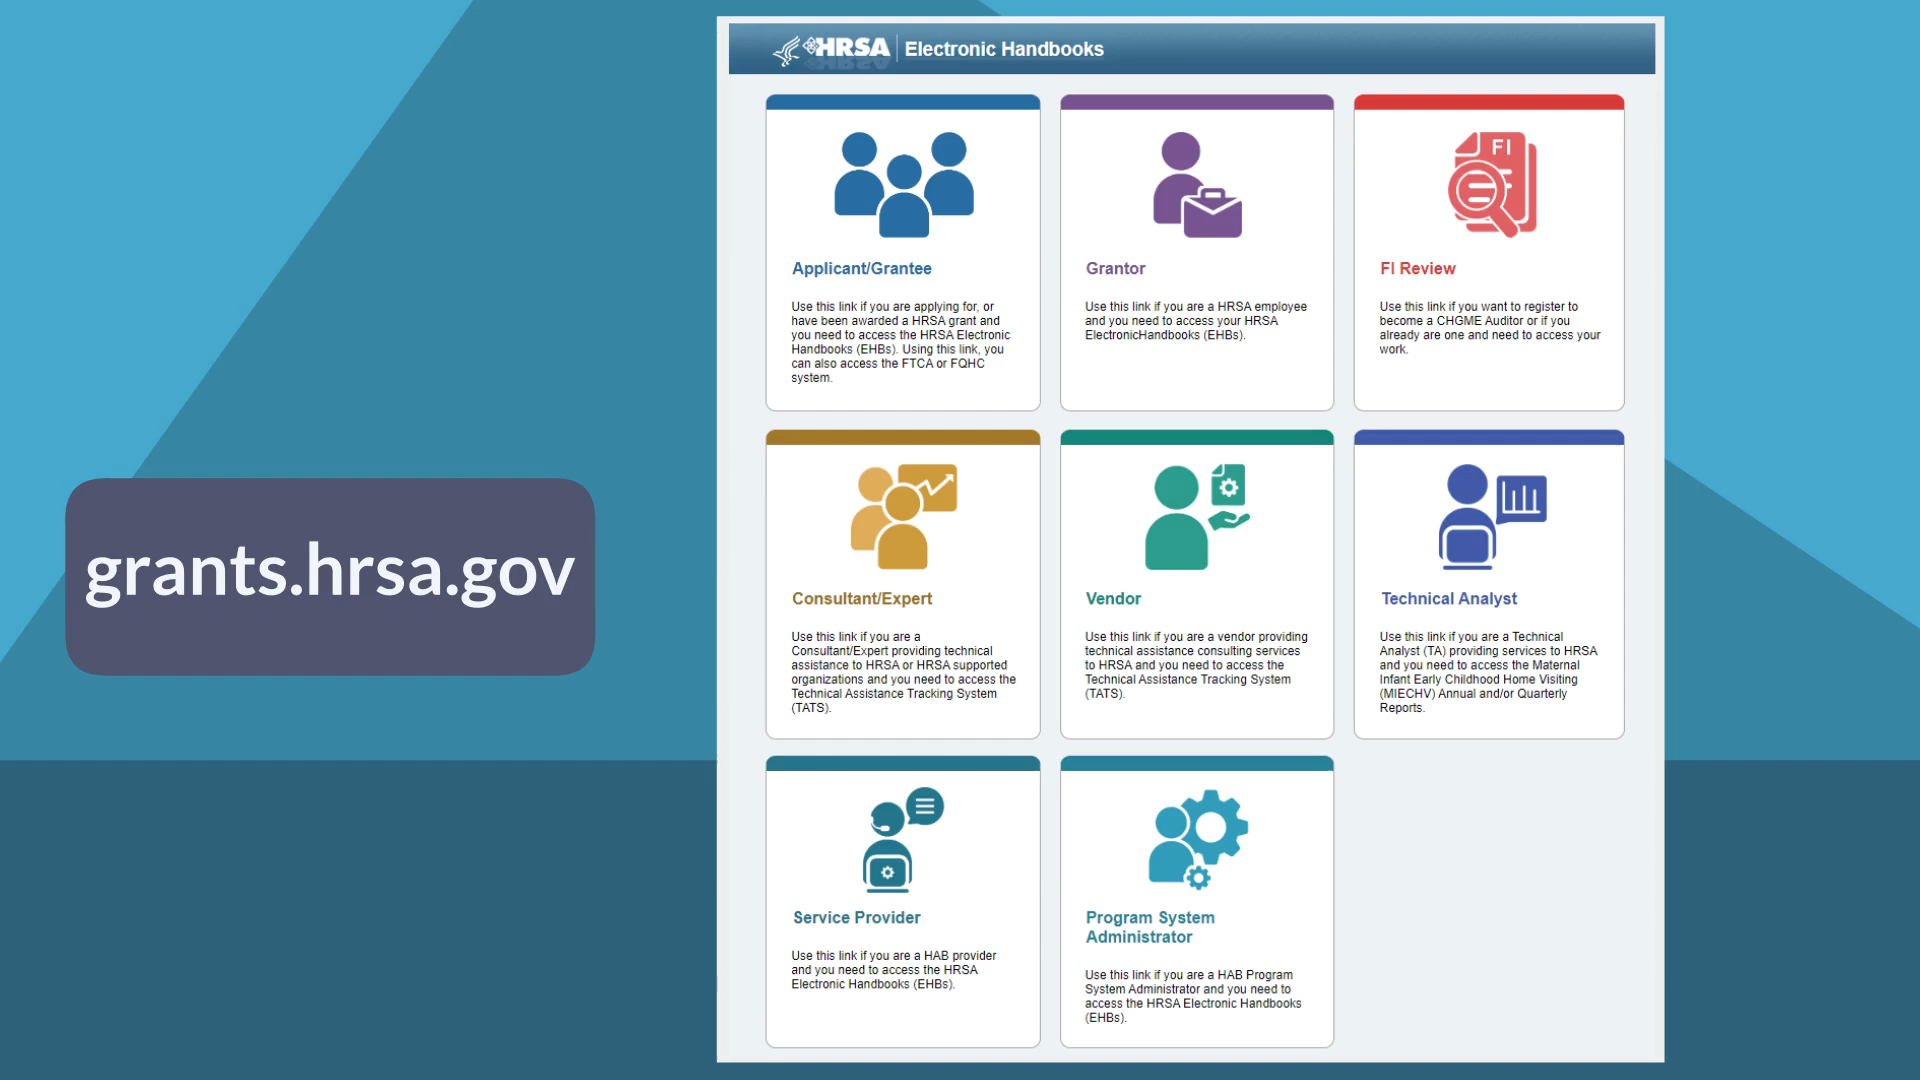 HRSA Electronic Handbooks
grants.hrsa.gov
FI
Applicant/Grantee
Use this link if you are applying for, or
have been awarded a HRSA grant and
you need to access the HRSA Electronic
Handbooks (EHBs). Using this link, you
can also access the FTCA or FQHC
system.
Grantor
Use this link if you are a HRSA employee
and you need to access your HRSA
ElectronicHandbooks (EHBs).
FI Review
Use this link if you want to register to
become a CHGME Auditor or if you
already are one and need to access your
work.
Consultant/Expert
Use this link if you are a
Consultant/Expert providing technical
assistance to HRSA or HRSA supported
organizations and you need to access the
Technical Assistance Tracking System
(TATS).
Vendor
Use this link if you are a vendor providing
technical assistance consulting services
to HRSA and you need to access the
Technical Assistance Tracking System
(TATS).
Technical Analyst
Use this link if you are a Technical
Analyst (TA) providing services to HRSA
and you need to access the Maternal
Infant Early Childhood Home Visiting
(MIECHV) Annual and/or Quarterly
Reports.
Service Provider
Use this link if you are a HAB provider
and you need to access the HRSA
Electronic Handbooks (EHBs).
Program System
Administrator
Use this link if you are a HAB Program
System Administrator and you need to
access the HRSA Electronic Handbooks
(EHBs).